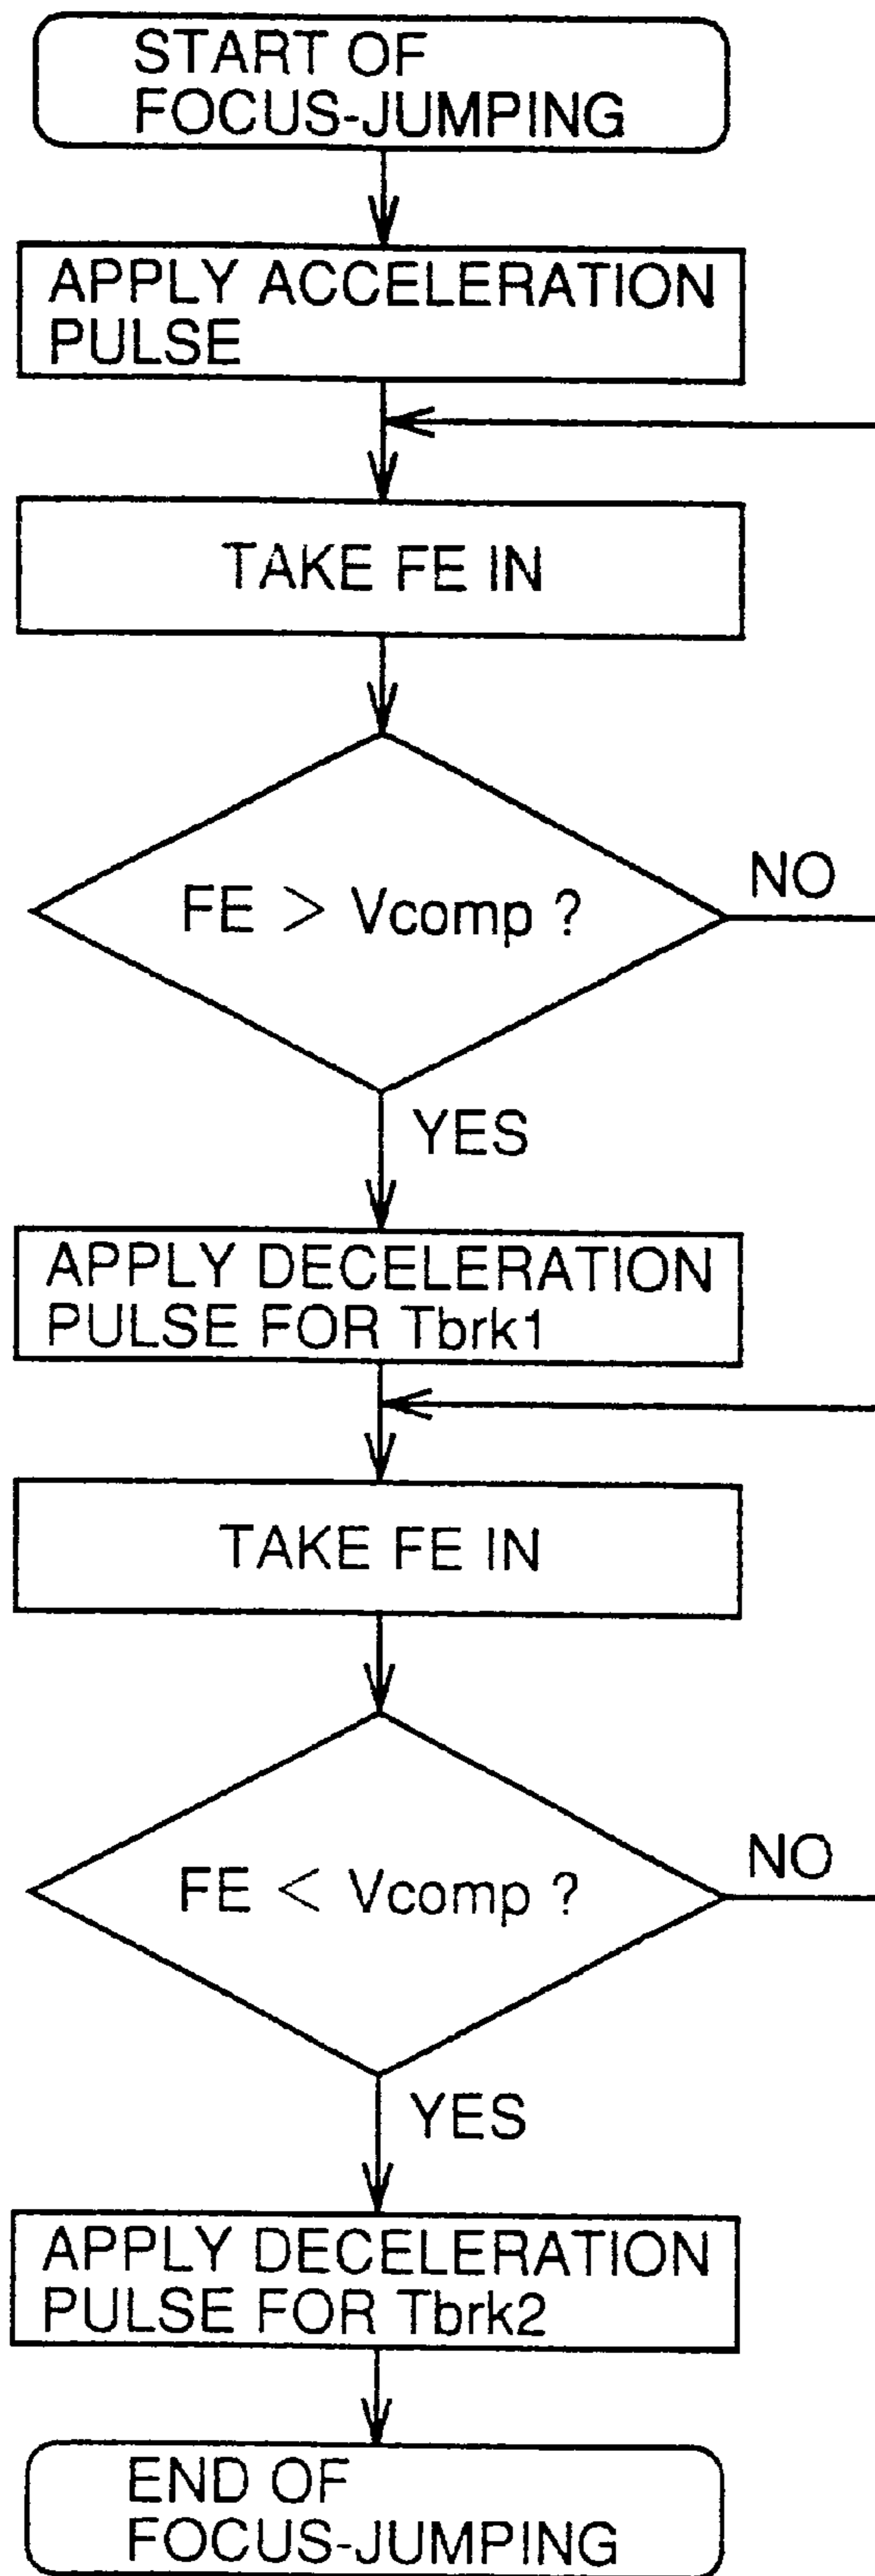 START OF
FOCUS-JUMPING
APPLY ACCELERATION
PULSE
TAKE FE IN
FE > Vcomp ?
NO
YES
APPLY DECELERATION
PULSE FOR Tbrk1
TAKE FE IN
FE < Vcomp ?
NO
YES
APPLY DECELERATION
PULSE FOR Tbrk2
END OF
FOCUS-JUMPING